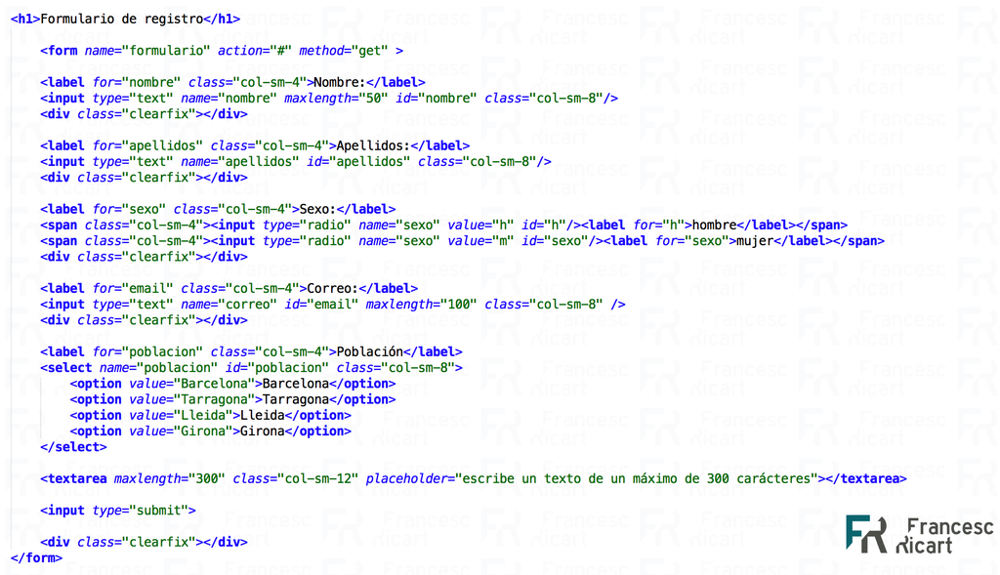 <h1>Formulario de registro</h1>
<form name="formulario" action="#" method="get" >
<label for="nombre" class="col-sm-4">Nombre:</label>
<input type="text" name="nombre" maxlength="50" id="nombre" class="col-sm-8"/>
<div class="clearfix"></div>
<label for="apellidos" class="col-sm-4">Apellidos:</label>
<input type="text" name="apellidos" id="apellidos" class="col-sm-8"/>
<div class="clearfix"></div>
<label for="sexo" class="col-sm-4">Sexo:</label>
<span class="col-sm-4"><input type="radio" name="sexo" value="h" id="h"/><label for="h">hombre</label></span>
<span class="col-sm-4"><input type="radio" name="sexo" value="m" id="sexo"/><label for="sexo">mujer</label></span>
<div class="clearfix"></div>
<label for="email" class="col-sm-4">Correo:</label>
<input type="text" name="correo" id="email" maxlength="100" class="col-sm-8" />
<div class="clearfix"></div>
<label for="poblacion" class="col-sm-4">Población</label>
<select name="poblacion" id="poblacion" class="col-sm-8">
<option value="Barcelona">Barcelona</option>
<option value="Tarragona">Tarragona</option>
<option value="Lleida">Lleida</option>
<option value="Girona">Girona</option>
</select>
<textarea maxlength="300" class="col-sm-12" placeholder="escribe un texto de un máximo de 300 carácteres"></textarea>
<input type="submit">
<div class="clearfix"></div>
</form>
FR Francesc
Ricart